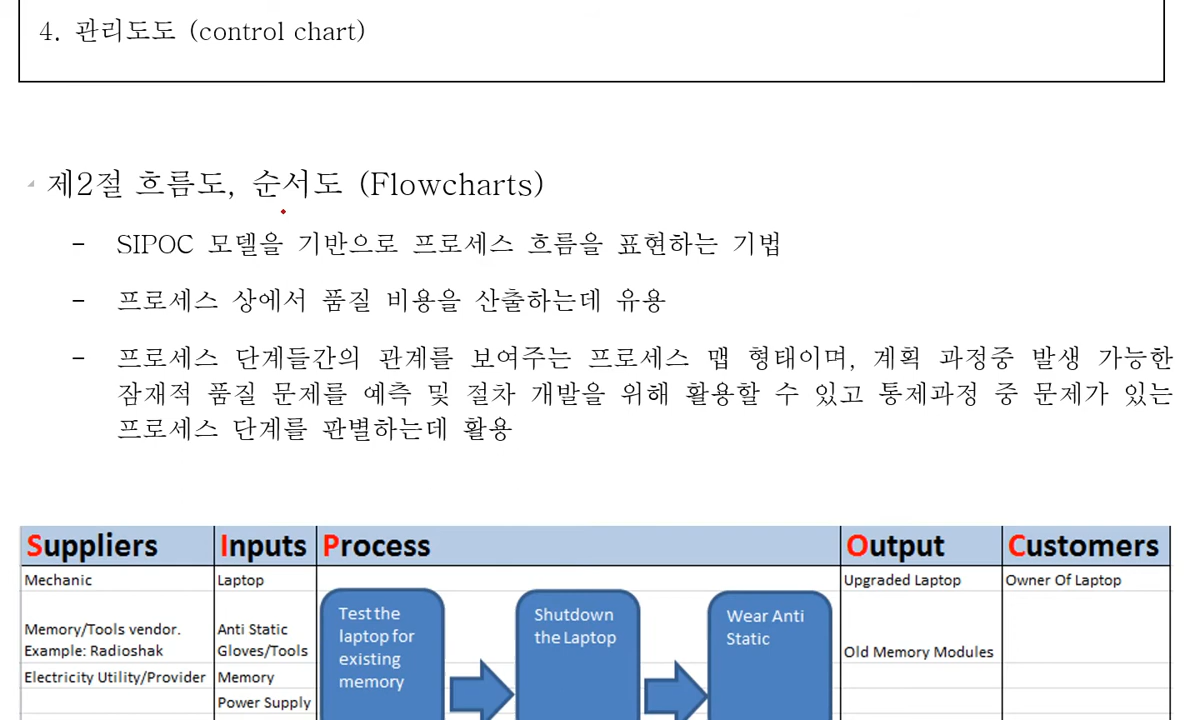 4. 관리도도 (control chart)
제2절 흐름도, 순서도 (Flowcharts)
- SIPOC 모델을 기반으로 프로세스 흐름을 표현하는 기법
- 프로세스 상에서 품질 비용을 산출하는데 유용
- 프로세스 단계들간의 관계를 보여주는 프로세스 맵 형태이며, 계획 과정중 발생 가능한
잠재적 품질 문제를 예측 및 절차 개발을 위해 활용할 수 있고 통제과정 중 문제가 있는
프로세스 단계를 판별하는데 활용
Suppliers Inputs Process Output Customers
Mechanic Laptop Upgraded Laptop Owner Of Laptop
Test the
laptop for
existing
memory
Shutdown
the Laptop
Wear Anti
Static
Memory/Tools vendor.
Example: Radioshak
Anti Static
Gloves/Tools
Old Memory Modules
Electricity Utility/Provider Memory
Power Supply